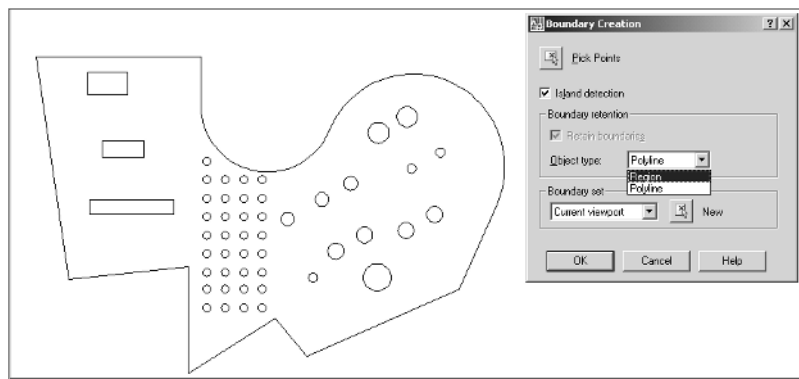 Boundary Creation
Pick Points
Island detection
Boundary retention
Retain boundaries
Object type:
Polyline
Region
Polyline
Boundary set
Current viewport
New
OK
Cancel
Help